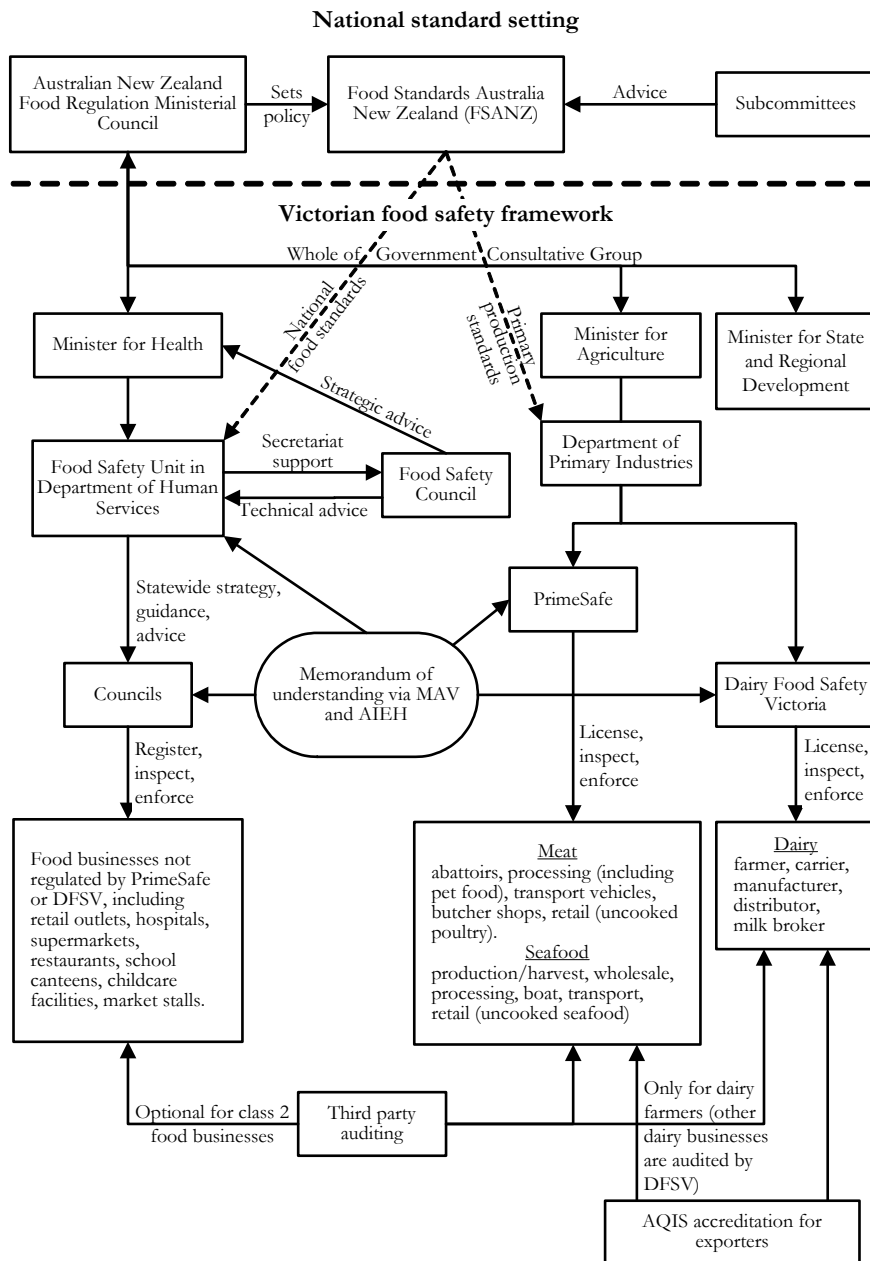 National standard setting
Australian New Zealand
Food Regulation Ministerial
Council
Sets
policy
Food Standards Australia
New Zealand (FSANZ)
Advice
Subcommittees
Victorian food safety framework
Whole of Government Consultative Group
National
food standards
Primary
production
standards
Minister for Health
Minister for
Agriculture
Minister for State
and Regional
Development
Strategic advice
Food Safety Unit in
Department of Human
Services
Secretariat
support
Technical advice
Food Safety
Council
Department of
Primary Industries
Statewide strategy,
guidance,
advice
PrimeSafe
Councils
Memorandum of
understanding via MAV
and AIEH
Dairy Food Safety
Victoria
Register,
inspect,
enforce
License,
inspect,
enforce
License,
inspect,
enforce
Food businesses not
regulated by PrimeSafe
or DFSV, including
retail outlets, hospitals,
supermarkets,
restaurants, school
canteens, childcare
facilities, market stalls.
Meat
abattoirs, processing (including
pet food), transport vehicles,
butcher shops, retail (uncooked
poultry).
Seafood
production/harvest, wholesale,
processing, boat, transport,
retail (uncooked seafood)
Dairy
farmer, carrier,
manufacturer,
distributor,
milk broker
Optional for class 2
food businesses
Third party
auditing
Only for dairy
farmers (other
dairy businesses
are audited by
DFSV)
AQIS accreditation for
exporters